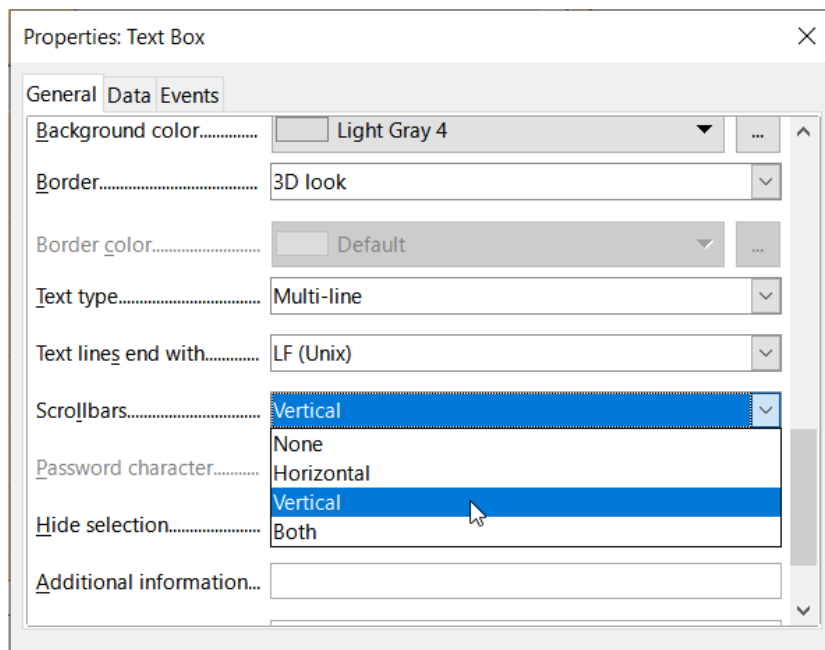 Properties: Text Box
General Data Events
Background color.............. Light Gray 4 ...
Border...................................... 3D look
Border color.......................... Default ...
Text type.................................. Multi-line
Text lines end with............. LF (Unix)
Scrollbars................................ Vertical
None
Password character........... Horizontal
Vertical
Hide selection...................... Both
Additional information...